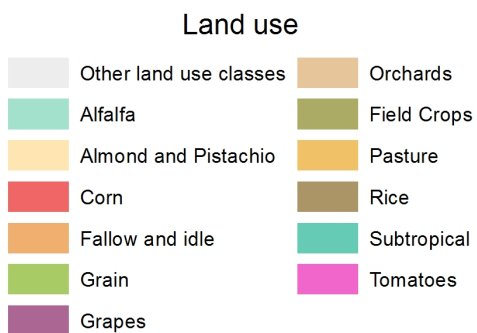 Land use
Other land use classes
Alfalfa
Almond and Pistachio
Corn
Fallow and idle
Grain
Grapes
Orchards
Field Crops
Pasture
Rice
Subtropical
Tomatoes